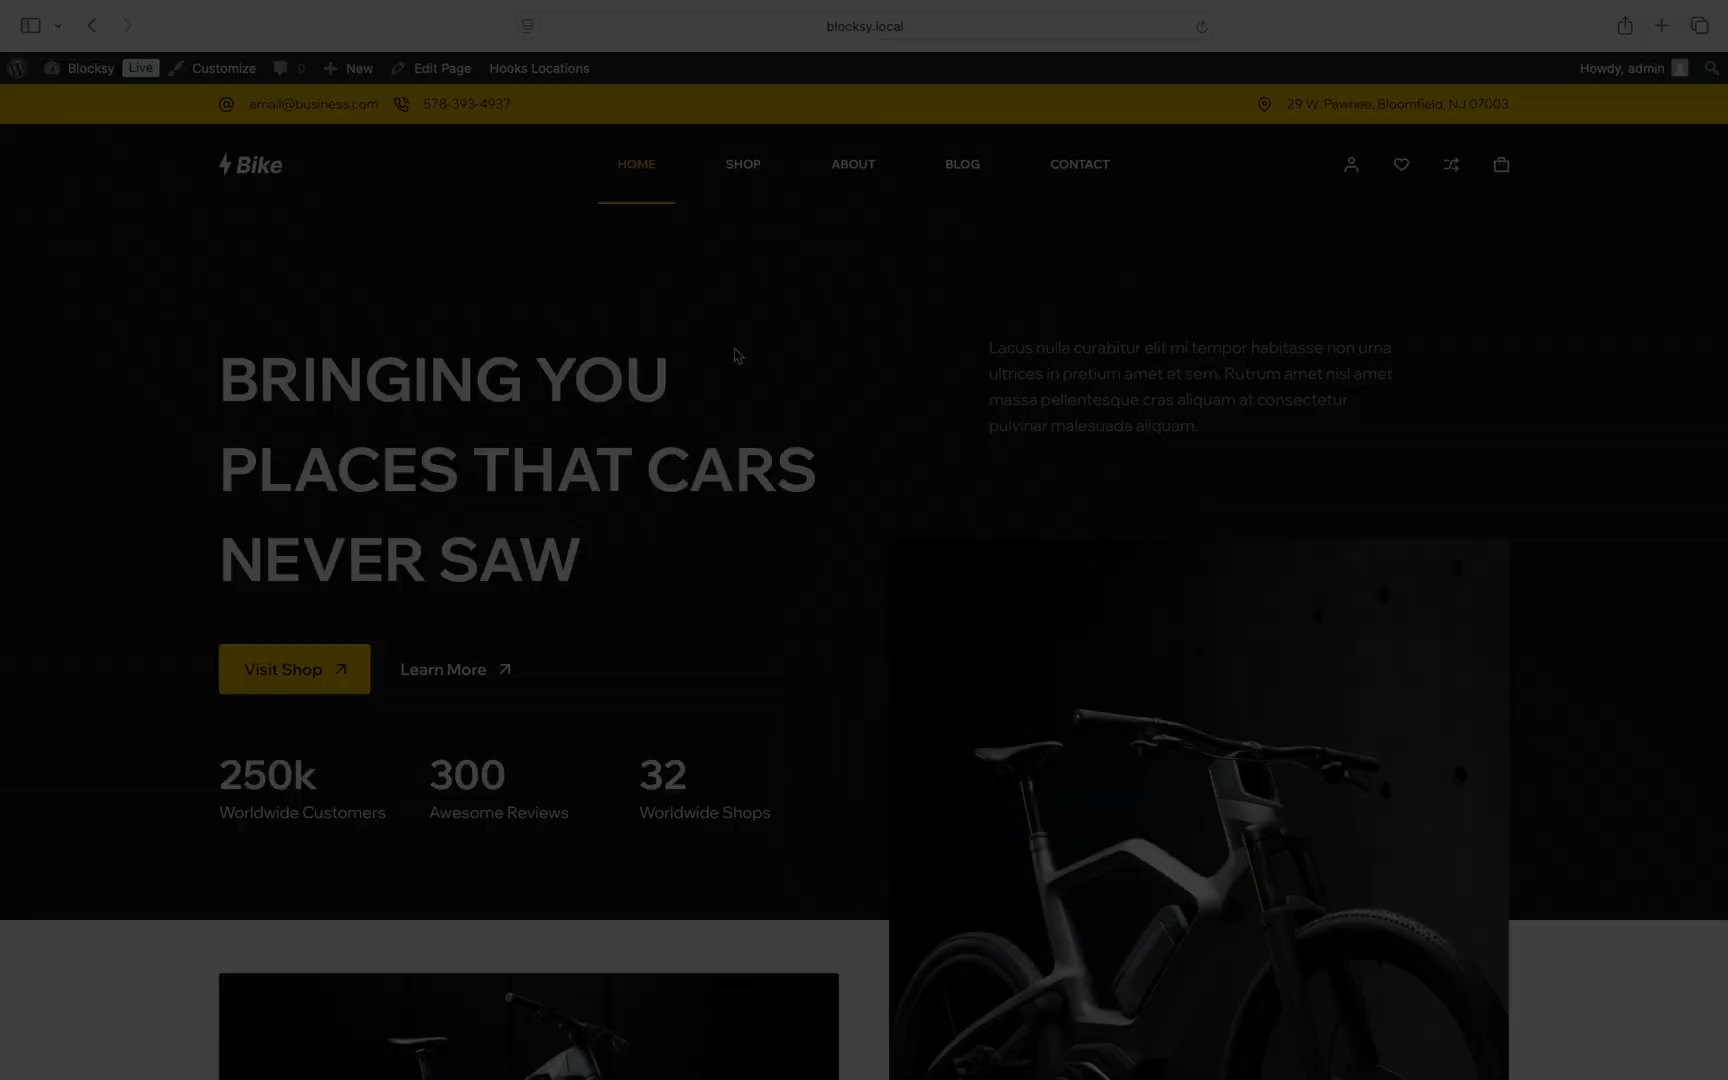 blocksy.local
Blocksy Live Customize 0 New Edit Page Hooks Locations Howdy, admin
email@business.com 578-393-4937 29 W. Pawnee, Bloomfield, NJ 07003
Bike HOME SHOP ABOUT BLOG CONTACT
BRINGING YOU
PLACES THAT CARS
NEVER SAW
Lacus nulla curabitur elit mi tempor habitasse non urna
ultrices in pretium amet et sem. Rutrum amet nisl amet
massa pellentesque cras aliquam at consectetur
pulvinar malesuada aliquam.
Visit Shop Learn More
250k 300 32
Worldwide Customers Awesome Reviews Worldwide Shops